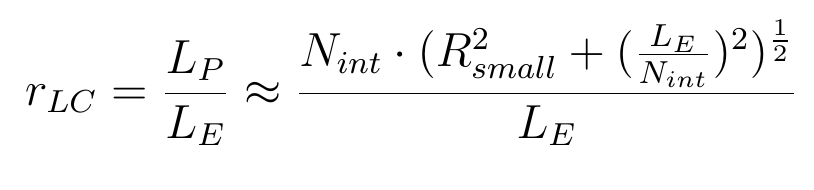 r_{LC} = \frac{L_P}{L_E} \approx \frac{N_{int} \cdot (R_{small}^2 + (\frac{L_E}{N_{int}})^2)^{\frac{1}{2}}}{L_E}